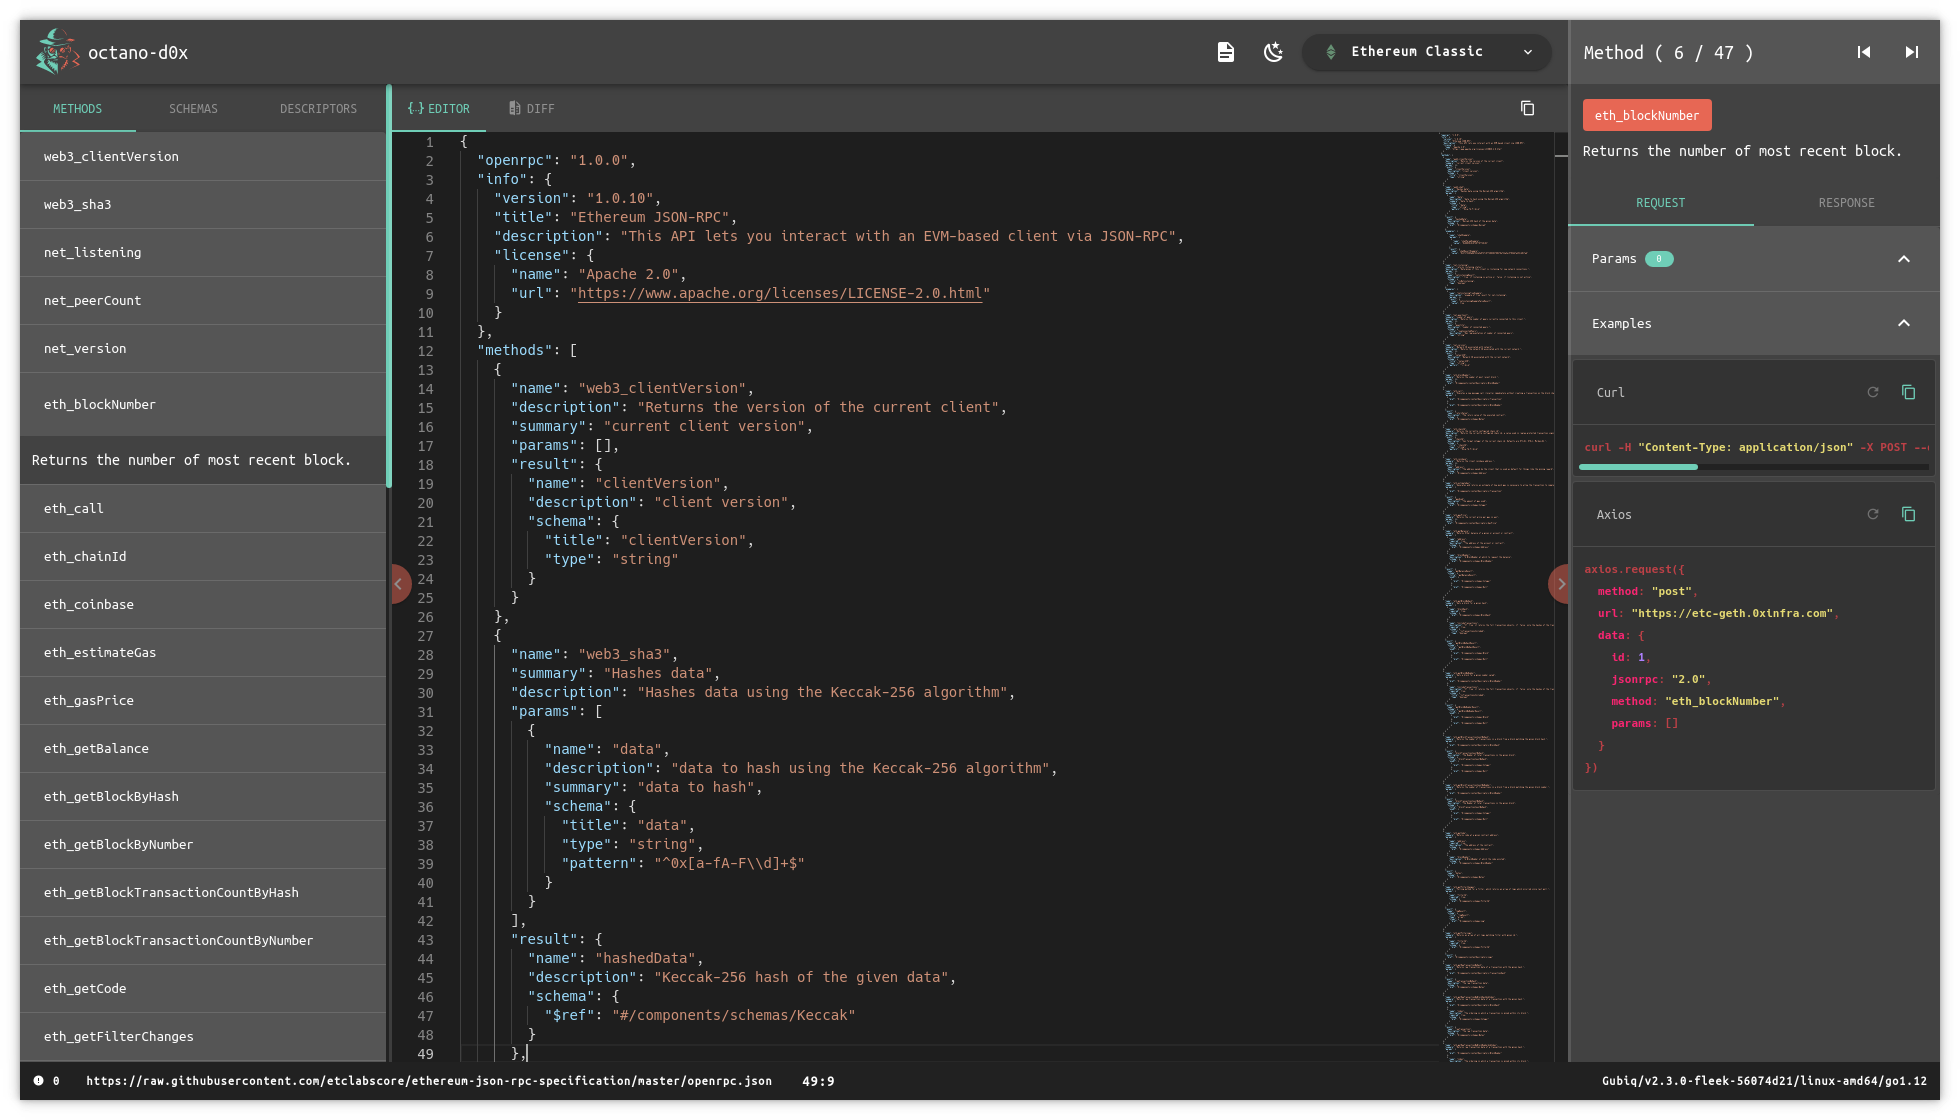 octano-d0x
Ethereum Classic
Method ( 6 / 47 )
METHODS
SCHEMAS
DESCRIPTORS
web3_clientVersion
web3_sha3
net_listening
net_peerCount
net_version
eth_blockNumber
Returns the number of most recent block.
eth_call
eth_chainId
eth_coinbase
eth_estimateGas
eth_gasPrice
eth_getBalance
eth_getBlockByHash
eth_getBlockByNumber
eth_getBlockTransactionCountByHash
eth_getBlockTransactionCountByNumber
eth_getCode
eth_getFilterChanges
{..} EDITOR
DIFF
1 {
2 "openrpc": "1.0.0",
3 "info": {
4 "version": "1.0.10",
5 "title": "Ethereum JSON-RPC",
6 "description": "This API lets you interact with an EVM-based client via JSON-RPC",
7 "license": {
8 "name": "Apache 2.0",
9 "url": "https://www.apache.org/licenses/LICENSE-2.0.html"
10 }
11 },
12 "methods": [
13 {
14 "name": "web3_clientVersion",
15 "description": "Returns the version of the current client",
16 "summary": "current client version",
17 "params": [],
18 "result": {
19 "name": "clientVersion",
20 "description": "client version",
21 "schema": {
22 "title": "clientVersion",
23 "type": "string"
24 }
25 }
26 },
27 {
28 "name": "web3_sha3",
29 "summary": "Hashes data",
30 "description": "Hashes data using the Keccak-256 algorithm",
31 "params": [
32 {
33 "name": "data",
34 "description": "data to hash using the Keccak-256 algorithm",
35 "summary": "data to hash",
36 "schema": {
37 "title": "data",
38 "type": "string",
39 "pattern": "^0x[a-fA-F\\d]+$"
40 }
41 }
42 ],
43 "result": {
44 "name": "hashedData",
45 "description": "Keccak-256 hash of the given data",
46 "schema": {
47 "$ref": "#/components/schemas/Keccak"
48 }
49 },
eth_blockNumber
Returns the number of most recent block.
REQUEST
RESPONSE
Params 0
Examples
Curl
curl -H "Content-Type: application/json" -X POST --
Axios
axios.request({
method: "post",
url: "https://etc-geth.0xinfra.com",
data: {
id: 1,
jsonrpc: "2.0",
method: "eth_blockNumber",
params: []
}
})
0
https://raw.githubusercontent.com/etclabscore/ethereum-json-rpc-specification/master/openrpc.json
49:9
Gubiq/v2.3.0-fleek-56074d21/linux-amd64/go1.12